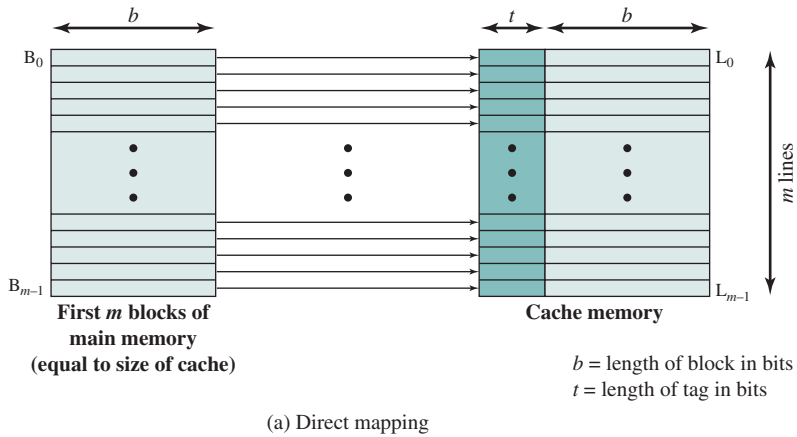 b
t
b
B0
L0
m lines
Bm–1
Lm–1
First m blocks of
main memory
(equal to size of cache)
Cache memory
b = length of block in bits
t = length of tag in bits
(a) Direct mapping